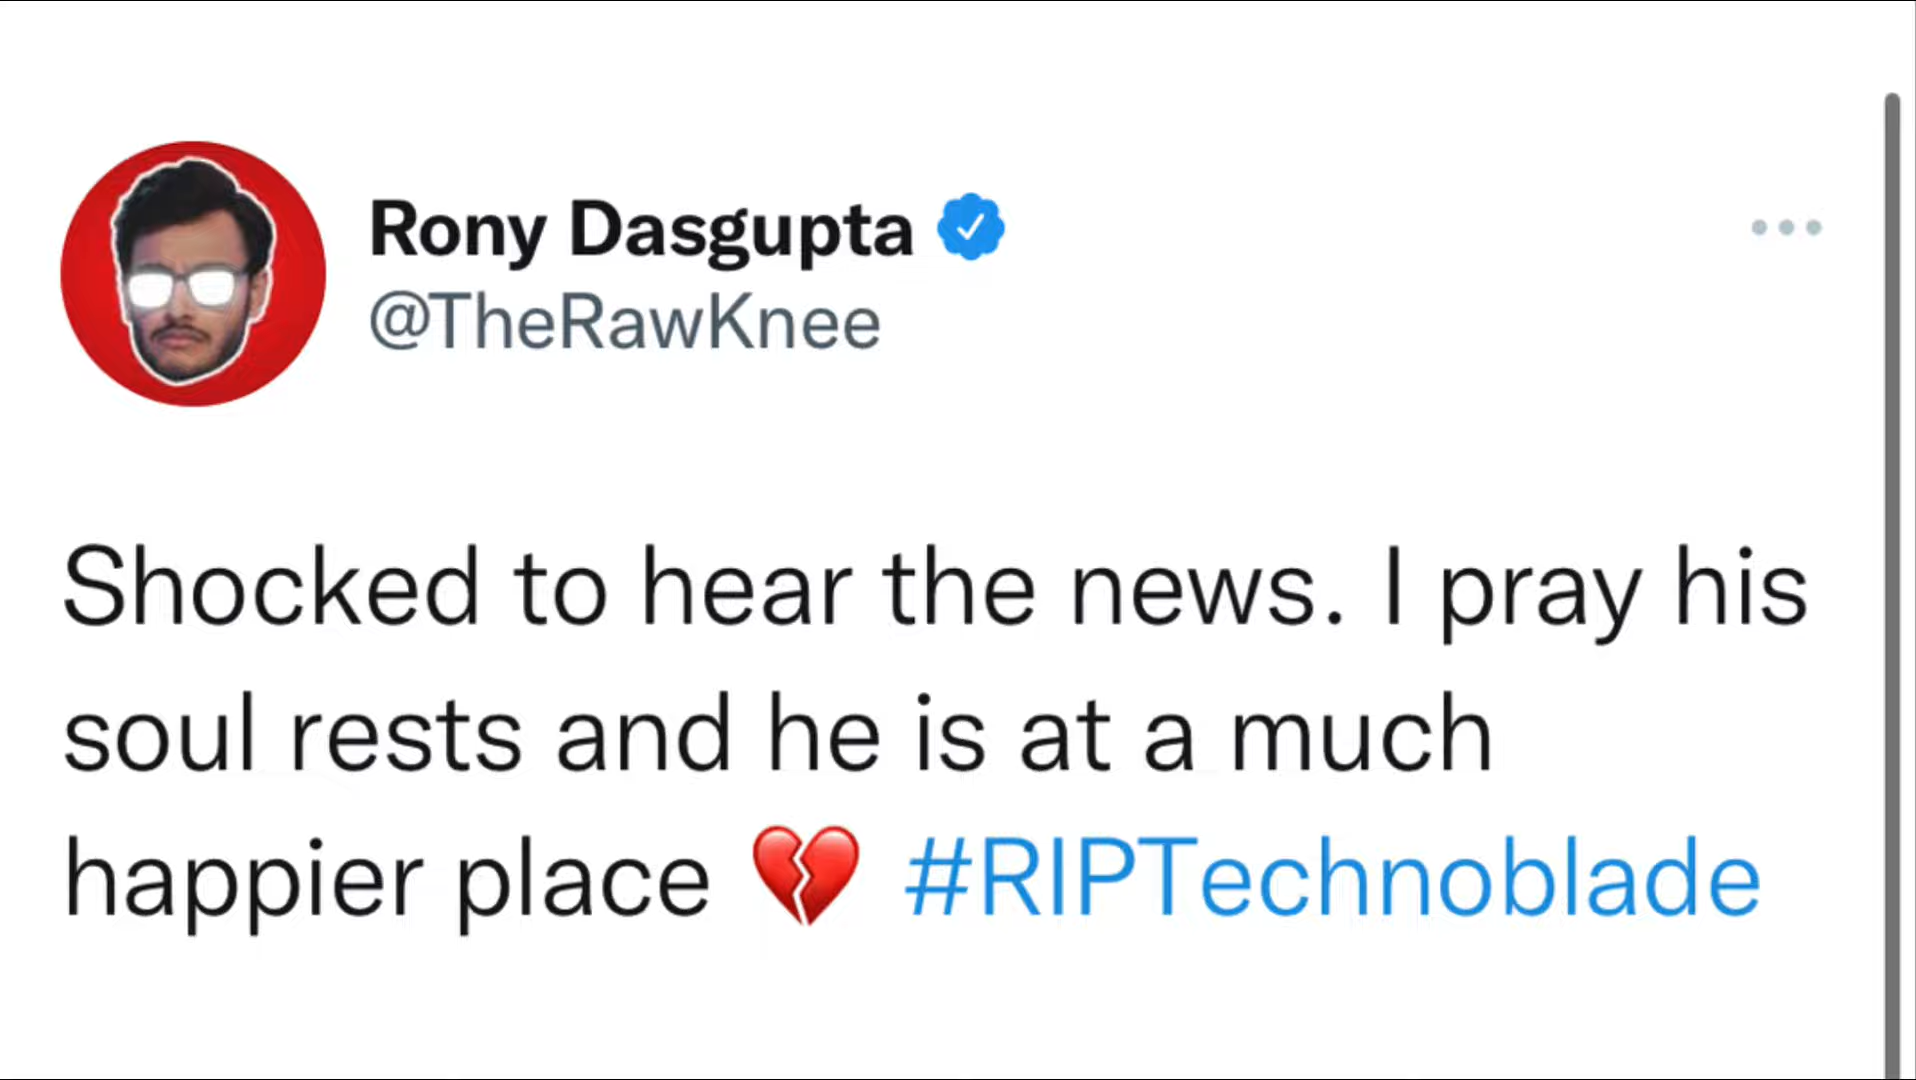 Rony Dasgupta
@TheRawKnee
Shocked to hear the news. I pray his
soul rests and he is at a much
happier place 💔 #RIPTechnoblade